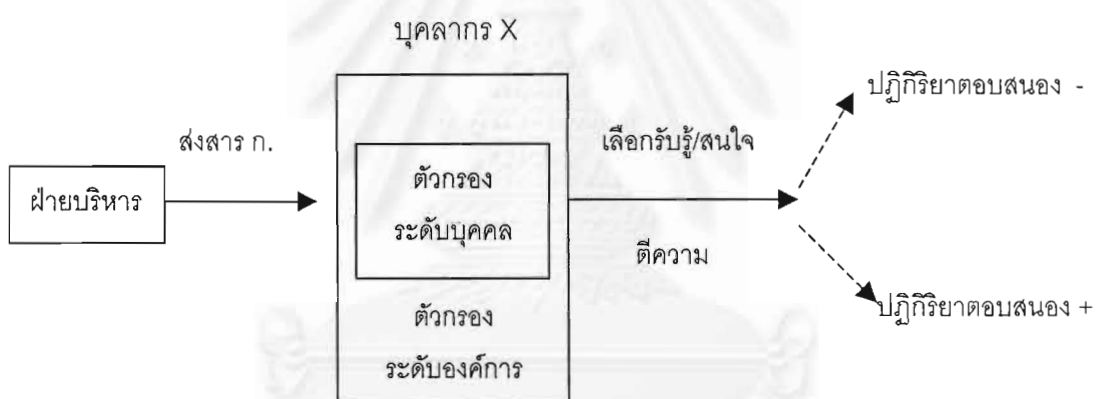 บุคลากร X
ปฏิกิริยาตอบสนอง -
ส่งสาร ก.
เลือกรับรู้/สนใจ
ฝ่ายบริหาร
ตัวกรอง
ระดับบุคคล
ตีความ
ตัวกรอง
ระดับองค์การ
ปฏิกิริยาตอบสนอง +